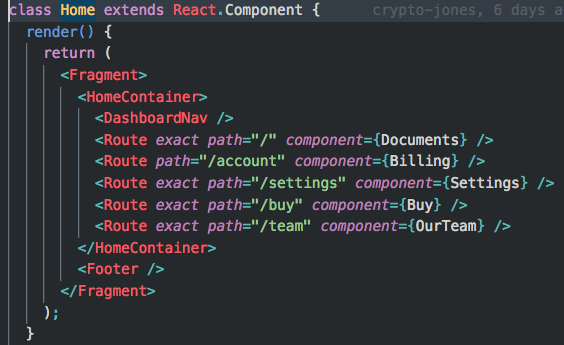 class Home extends React.Component {    crypto-jones, 6 days a
  render() {
    return (
      <Fragment>
        <HomeContainer>
          <DashboardNav />
          <Route exact path="/" component={Documents} />
          <Route path="/account" component={Billing} />
          <Route exact path="/settings" component={Settings} />
          <Route exact path="/buy" component={Buy} />
          <Route exact path="/team" component={OurTeam} />
        </HomeContainer>
        <Footer />
      </Fragment>
    );
  }